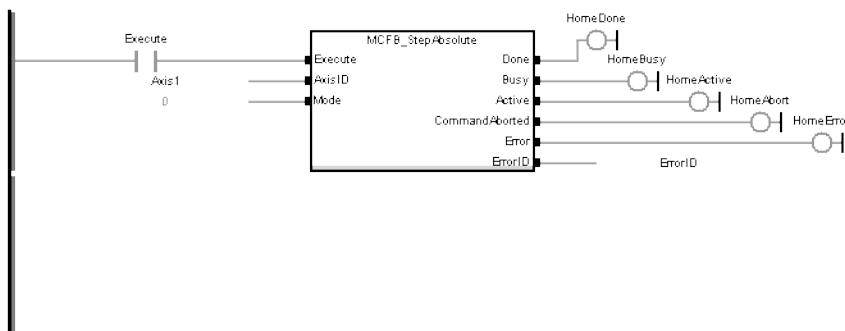 HomeDone
Execute
MCFB_StepAbsolute
Execute
Done
HomeBusy
Axis1
AxisID
Busy
HomeActive
0
Mode
Active
HomeAbort
CommandAborted
HomeErro
Error
ErrorID
ErrorID